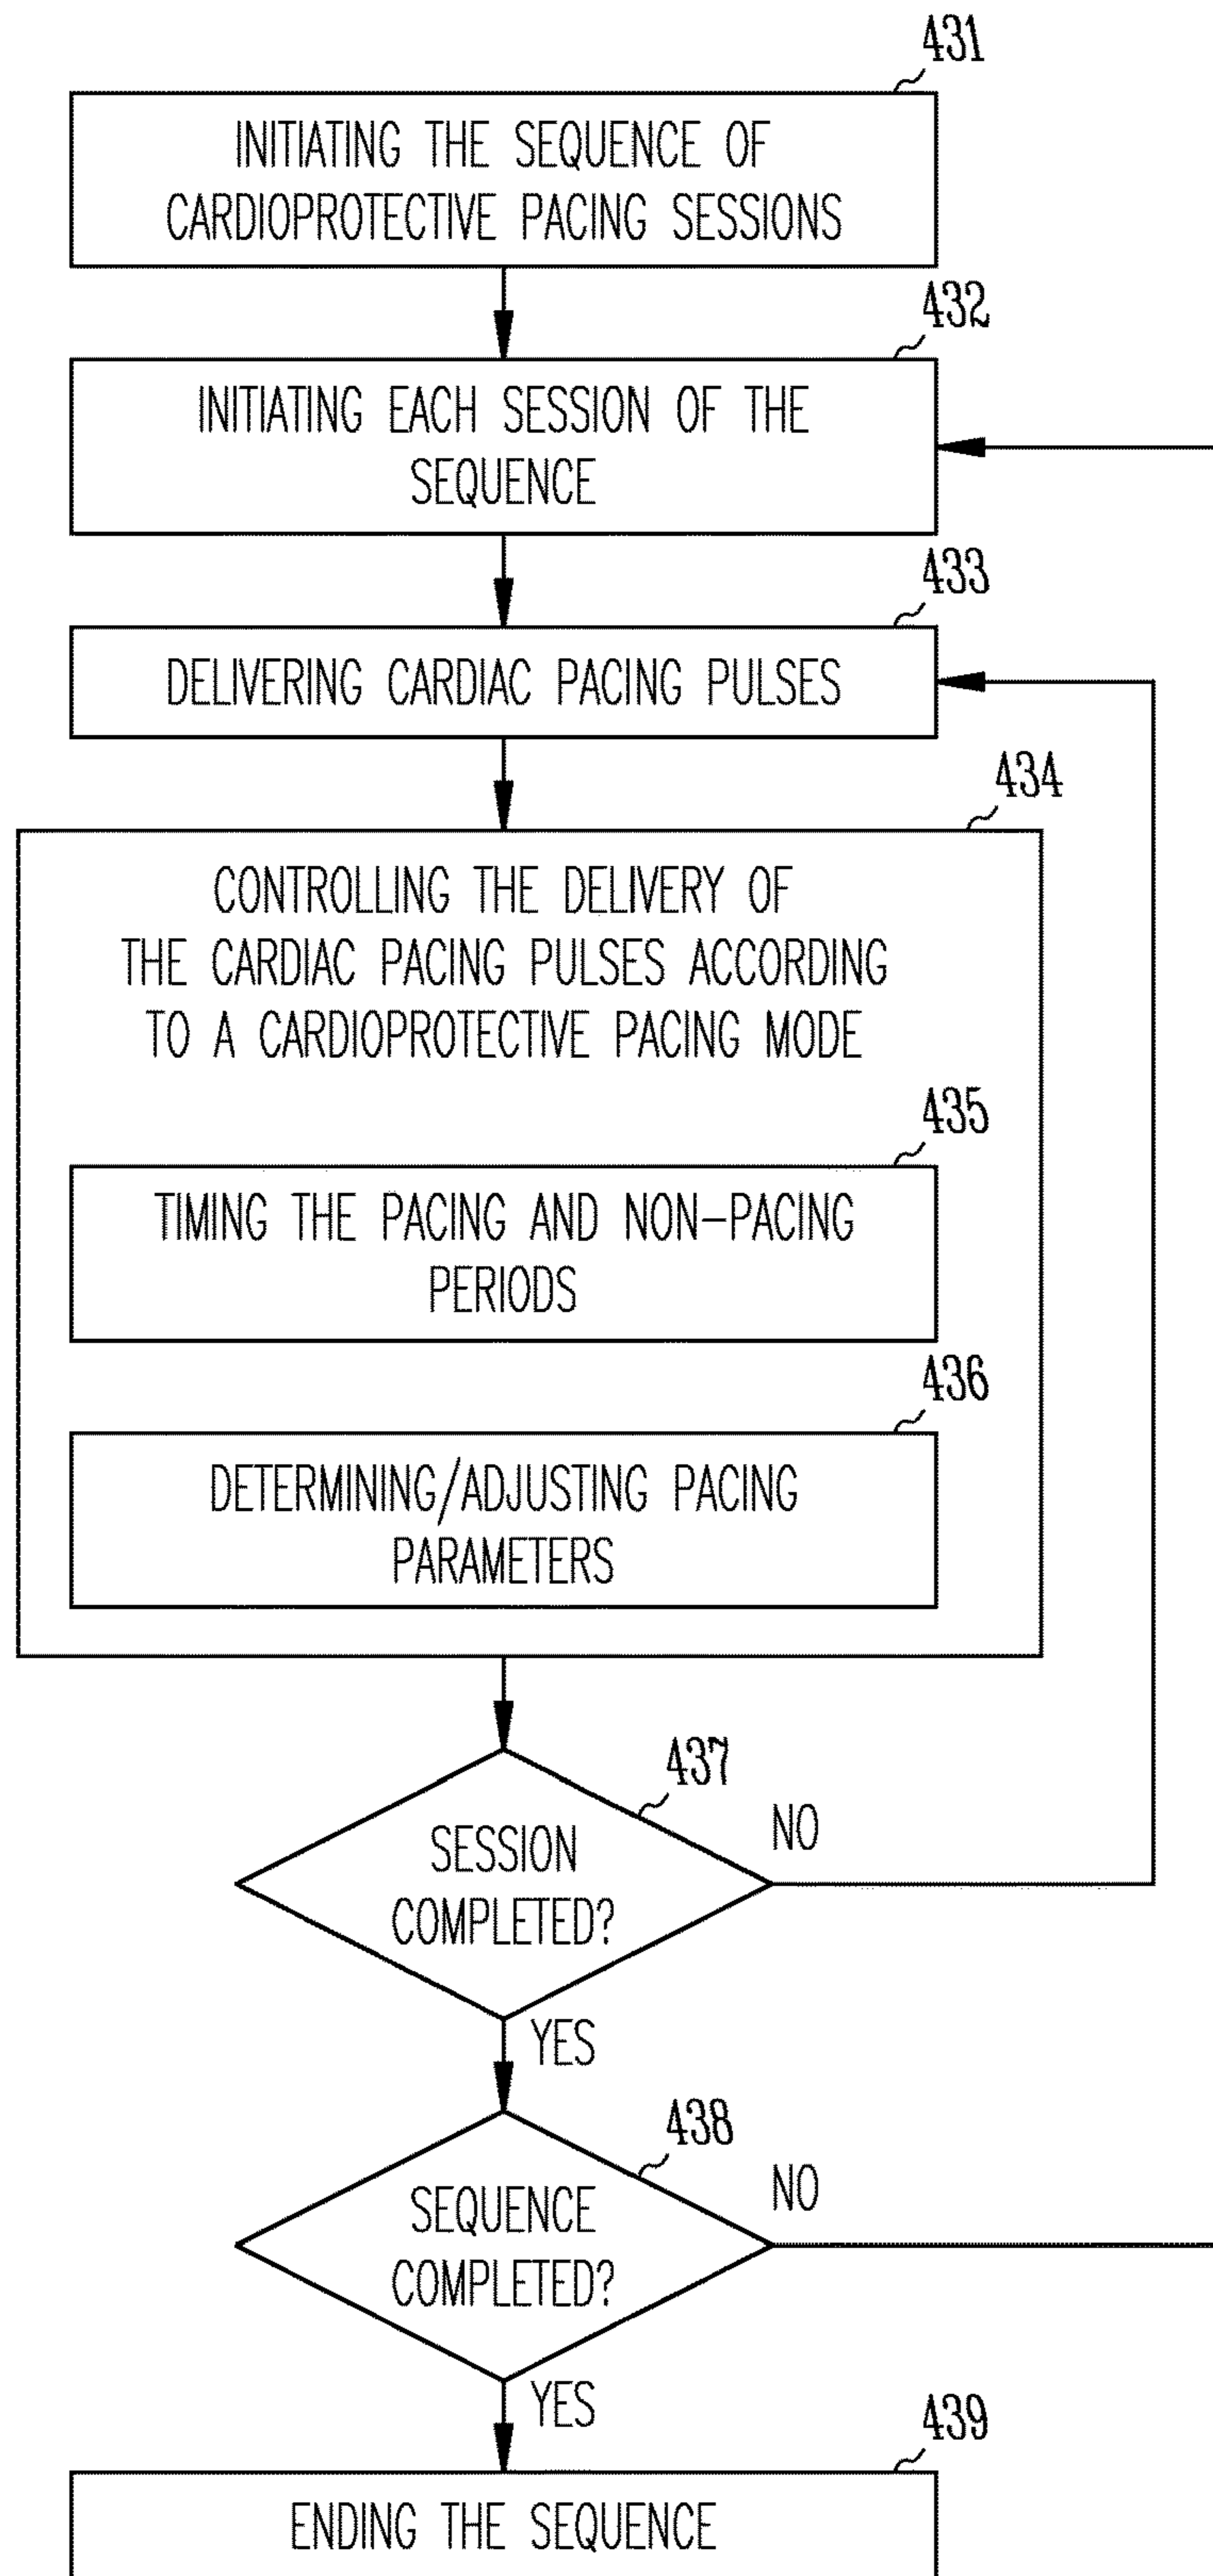 431
INITIATING THE SEQUENCE OF
CARDIOPROTECTIVE PACING SESSIONS
432
INITIATING EACH SESSION OF THE
SEQUENCE
433
DELIVERING CARDIAC PACING PULSES
434
CONTROLLING THE DELIVERY OF
THE CARDIAC PACING PULSES ACCORDING
TO A CARDIOPROTECTIVE PACING MODE
435
TIMING THE PACING AND NON-PACING
PERIODS
436
DETERMINING/ADJUSTING PACING
PARAMETERS
437
SESSION
COMPLETED?
NO
YES
438
SEQUENCE
COMPLETED?
NO
YES
439
ENDING THE SEQUENCE